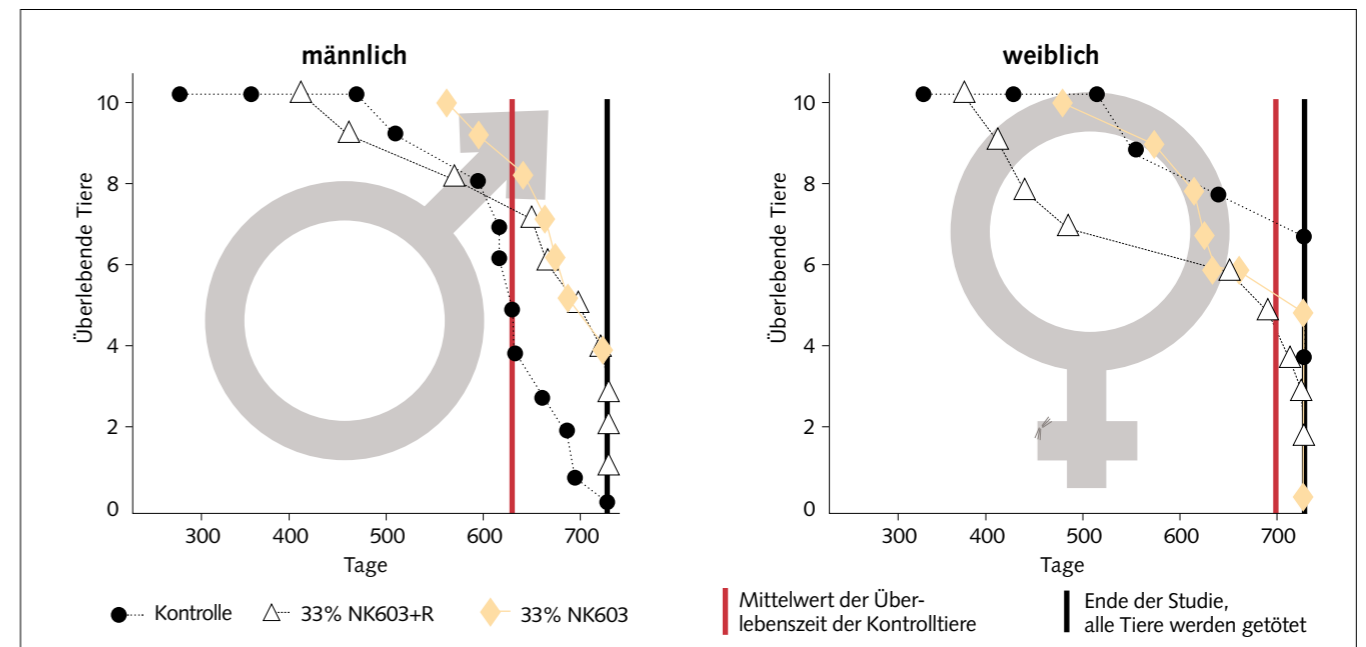 männlich
10
8
6
4
2
0
Überlebende Tiere
300 400 500 600 700
Tage
weiblich
10
8
6
4
2
0
Überlebende Tiere
300 400 500 600 700
Tage
Kontrolle
33% NK603+R
33% NK603
Mittelwert der Über-
lebenszeit der Kontrolltiere
Ende der Studie,
alle Tiere werden getötet